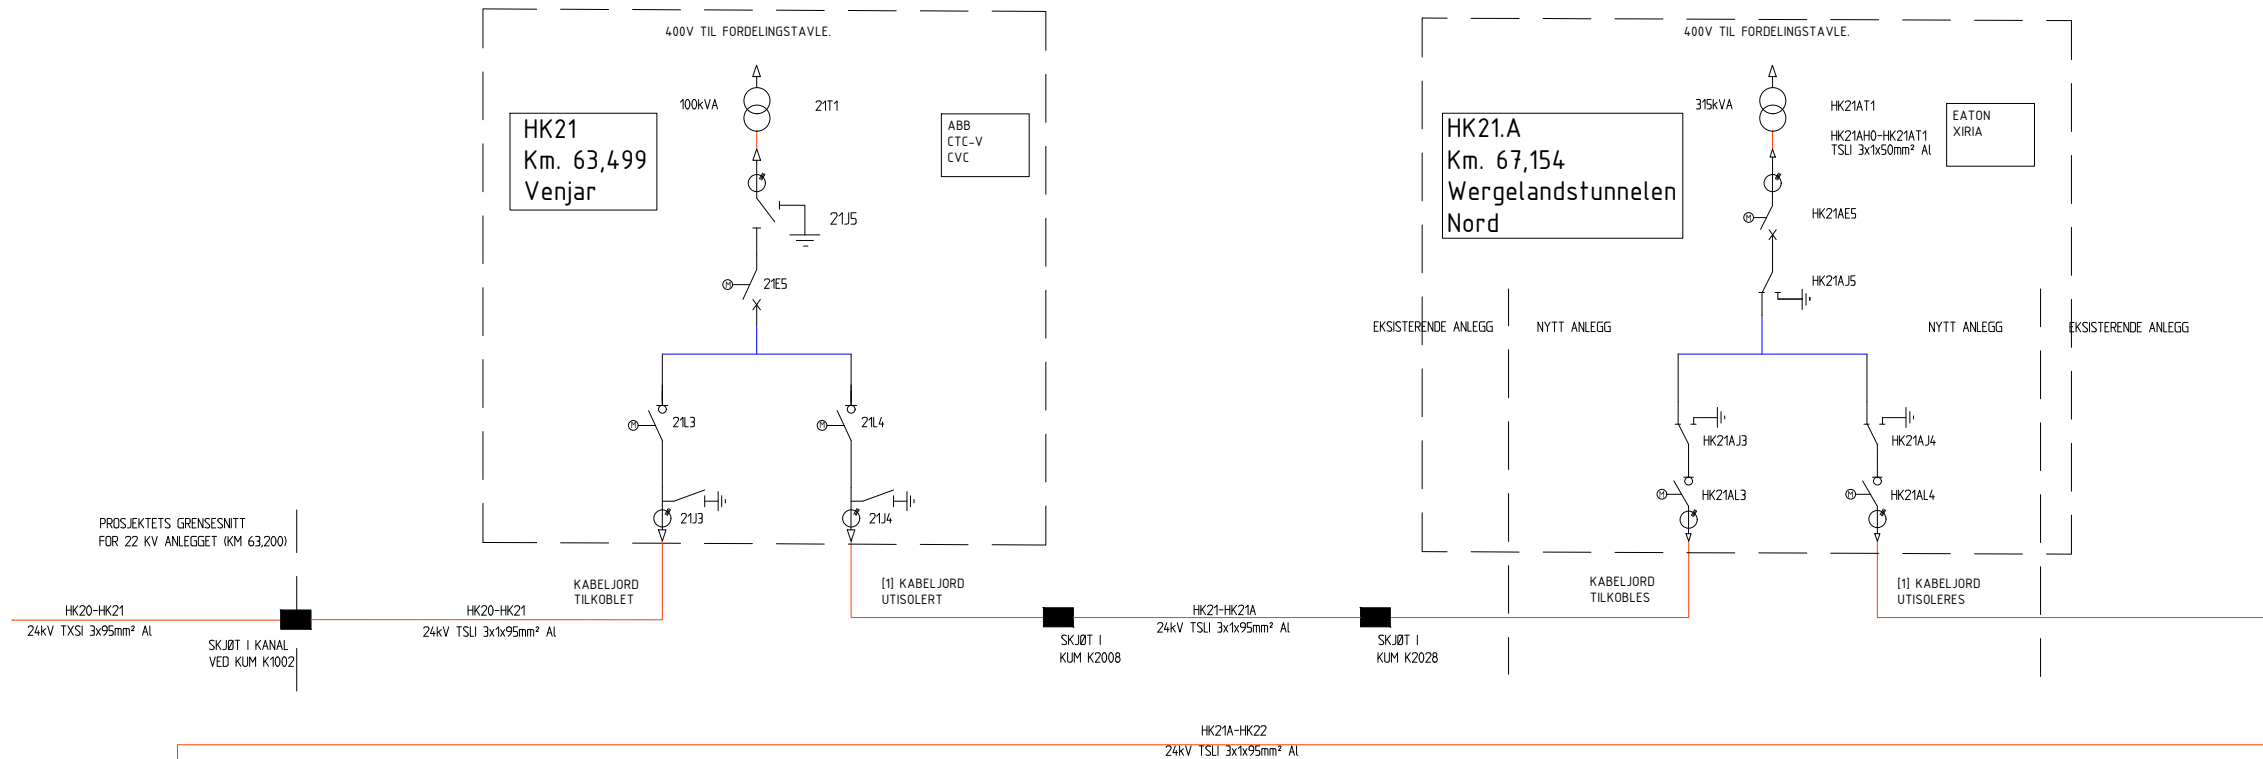 400V TIL FORDELINGSTAVLE.
100kVA
21T1
HK21
Km. 63,499
Venjar
ABB
CTC-V
CVC
21J5
M
21E5
M
21L3
M
21L4
21J3
21J4
PROSJEKTETS GRENSESNITT
FOR 22 KV ANLEGGET (KM 63,200)
KABELJORD
TILKOBLET
[1] KABELJORD
UTISOLERT
HK20-HK21
24kV TXSI 3x95mm² Al
SKJØT I KANAL
VED KUM K1002
HK20-HK21
24kV TSLI 3x1x95mm² Al
SKJØT I
KUM K2008
HK21-HK21A
24kV TSLI 3x1x95mm² Al
SKJØT I
KUM K2028
400V TIL FORDELINGSTAVLE.
315kVA
HK21AT1
HK21AH0-HK21AT1
TSLI 3x1x50mm² Al
EATON
XIRIA
HK21.A
Km. 67,154
Wergelandstunnelen
Nord
M
HK21AE5
HK21AJ5
EKSISTERENDE ANLEGG
NYTT ANLEGG
NYTT ANLEGG
EKSISTERENDE ANLEGG
HK21AJ3
HK21AJ4
M
HK21AL3
M
HK21AL4
KABELJORD
TILKOBLES
[1] KABELJORD
UTISOLERES
HK21A-HK22
24kV TSLI 3x1x95mm² Al